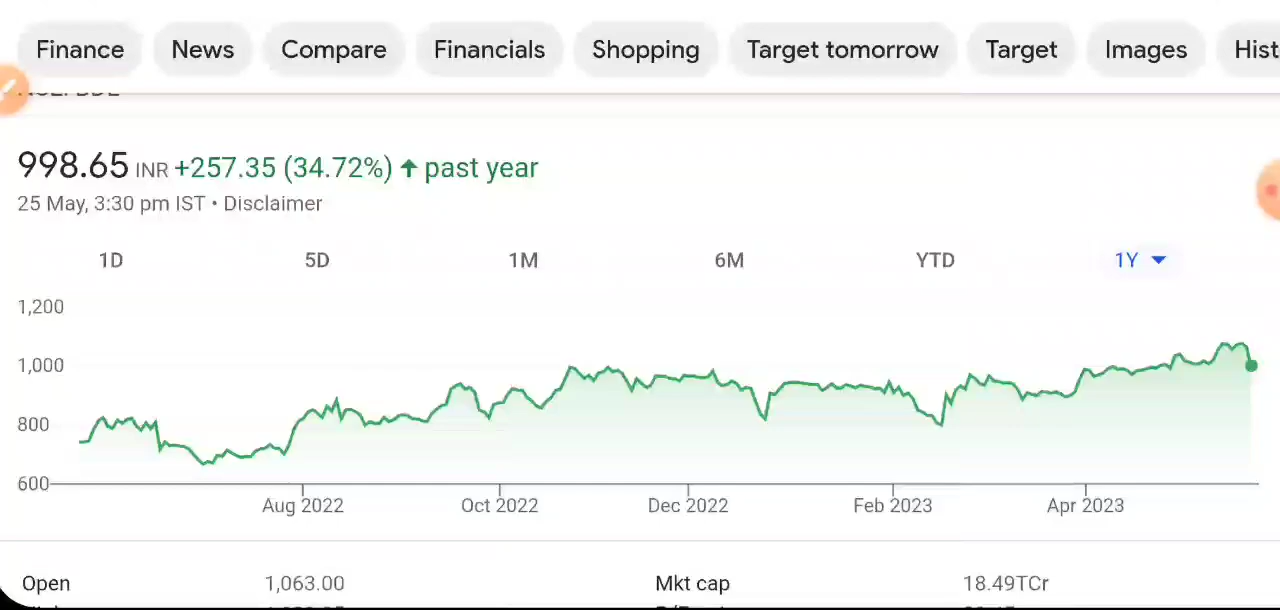 Finance News Compare Financials Shopping Target tomorrow Target Images Hist
998.65 INR +257.35 (34.72%) ↑ past year
25 May, 3:30 pm IST • Disclaimer
1D 5D 1M 6M YTD 1Y
1,200
1,000
800
600
Aug 2022 Oct 2022 Dec 2022 Feb 2023 Apr 2023
Open 1,063.00 Mkt cap 18.49TCr